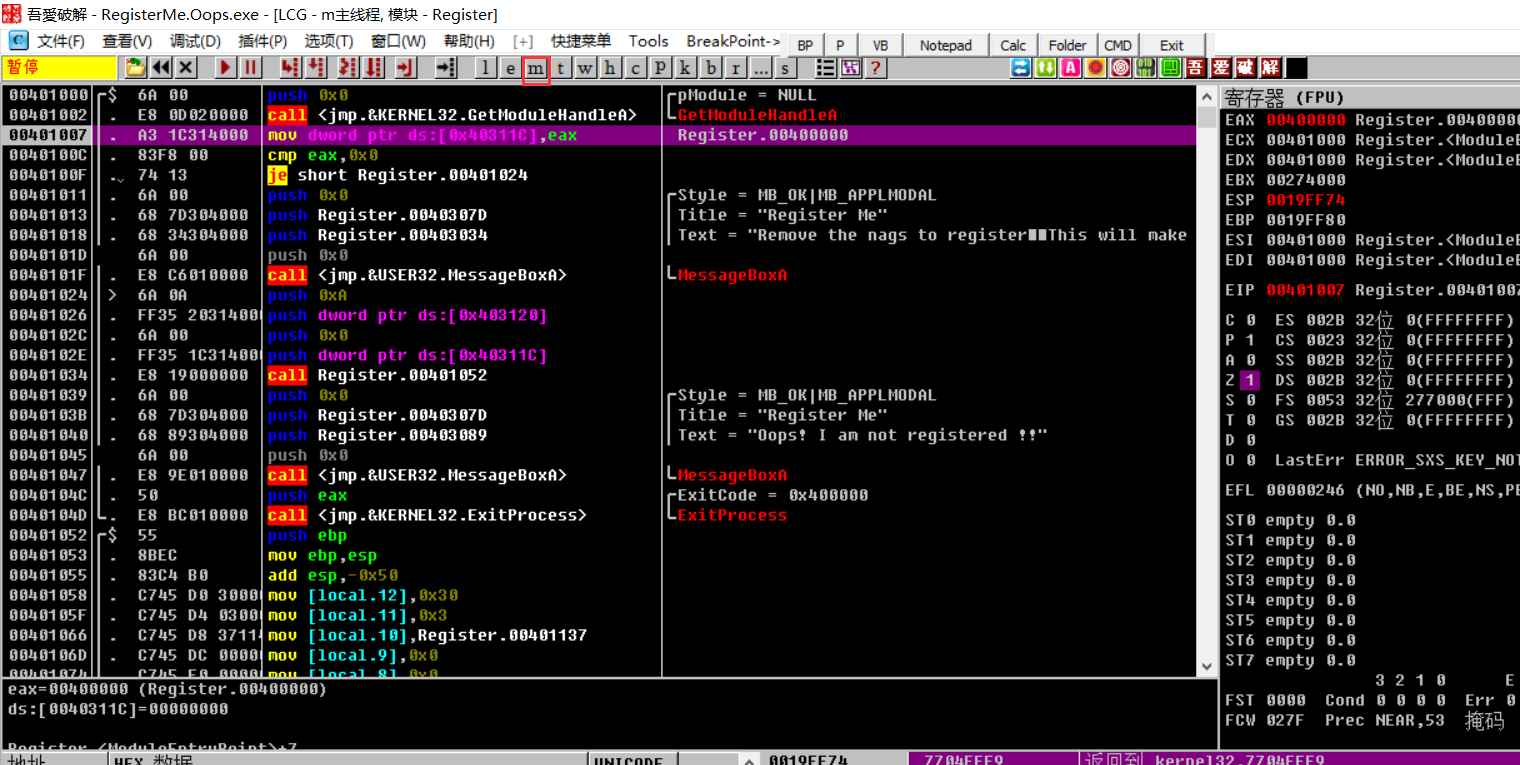 吾愛破解 - RegisterMe.Oops.exe - [LCG - m主线程, 模块 - Register]
C 文件(F) 查看(V) 调试(D) 插件(P) 选项(T) 窗口(W) 帮助(H) [+] 快捷菜单 Tools BreakPoint-> BP P VB Notepad Calc Folder CMD Exit
暂停 l e m t w h c p k b r ... s ? A 吾 爱 破 解
00401000 $ 6A 00 push 0x0 pModule = NULL
00401002 . E8 0D020000 call <jmp.&KERNEL32.GetModuleHandleA> GetModuleHandleA
00401007 . A3 1C314000 mov dword ptr ds:[0x40311C],eax Register.00400000
0040100C . 83F8 00 cmp eax,0x0
0040100F . 74 13 je short Register.00401024
00401011 . 6A 00 push 0x0 Style = MB_OK|MB_APPLMODAL
00401013 . 68 7D304000 push Register.0040307D Title = "Register Me"
00401018 . 68 34304000 push Register.00403034 Text = "Remove the nags to register This will make
0040101D . 6A 00 push 0x0
0040101F . E8 C6010000 call <jmp.&USER32.MessageBoxA> MessageBoxA
00401024 > 6A 0A push 0xA
00401026 . FF35 20314000 push dword ptr ds:[0x403120]
0040102C . 6A 00 push 0x0
0040102E . FF35 1C314000 push dword ptr ds:[0x40311C]
00401034 . E8 19000000 call Register.00401052
00401039 . 6A 00 push 0x0 Style = MB_OK|MB_APPLMODAL
0040103B . 68 7D304000 push Register.0040307D Title = "Register Me"
00401040 . 68 89304000 push Register.00403089 Text = "Oops! I am not registered !!"
00401045 . 6A 00 push 0x0
00401047 . E8 9E010000 call <jmp.&USER32.MessageBoxA> MessageBoxA
0040104C . 50 push eax ExitCode = 0x400000
0040104D . E8 BC010000 call <jmp.&KERNEL32.ExitProcess> ExitProcess
00401052 $ 55 push ebp
00401053 . 8BEC mov ebp,esp
00401055 . 83C4 B0 add esp,-0x50
00401058 . C745 D0 3000 mov [local.12],0x30
0040105F . C745 D4 0300 mov [local.11],0x3
00401066 . C745 D8 3711 mov [local.10],Register.00401137
0040106D . C745 DC 0000 mov [local.9],0x0
00401074 . C745 E0 0000 mov [local.8],0x0
eax=00400000 (Register.00400000)
ds:[0040311C]=00000000
Register.<ModuleEntryPoint>+7
地址 HEX 数据 UNICODE 0019FF74 7704EFF9 返回到 kernel32.7704EFF9
寄存器 (FPU)
EAX 00400000 Register.00400000
ECX 00401000 Register.<ModuleE
EDX 00401000 Register.<ModuleE
EBX 00274000
ESP 0019FF74
EBP 0019FF80
ESI 00401000 Register.<ModuleE
EDI 00401000 Register.<ModuleE
EIP 00401007 Register.00401007
C 0 ES 002B 32位 0(FFFFFFFF)
P 1 CS 0023 32位 0(FFFFFFFF)
A 0 SS 002B 32位 0(FFFFFFFF)
Z 1 DS 002B 32位 0(FFFFFFFF)
S 0 FS 0053 32位 277000(FFF)
T 0 GS 002B 32位 0(FFFFFFFF)
D 0
O 0 LastErr ERROR_SXS_KEY_NOT
EFL 00000246 (NO,NB,E,BE,NS,PE
ST0 empty 0.0
ST1 empty 0.0
ST2 empty 0.0
ST3 empty 0.0
ST4 empty 0.0
ST5 empty 0.0
ST6 empty 0.0
ST7 empty 0.0
3 2 1 0 E
FST 0000 Cond 0 0 0 0 Err 0
FCW 027F Prec NEAR,53 掩码